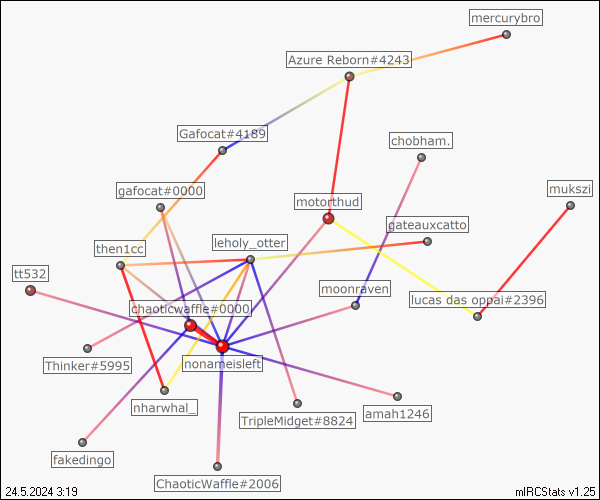 mercurybro
Azure Reborn#4243
Gafocat#4189
chobham.
gafocat#0000
mukszi
motorthud
gateauxcatto
then1cc
leholy_otter
tt532
moonraven
lucas das oppai#2396
chaoticwaffle#0000
Thinker#5995
nonameisleft
nharwhal_
amah1246
TripleMidget#8824
fakedingo
ChaoticWaffle#2006
24.5.2024 3:19
mIRCStats v1.25